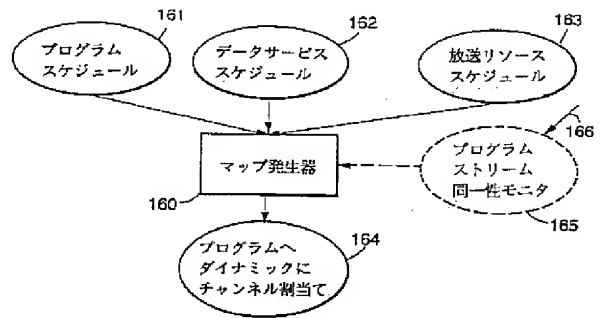 161
プログラム
スケジュール
162
データサービス
スケジュール
163
放送リソース
スケジュール
マップ発生器
160
166
プログラム
ストリーム
同一性モニタ
165
プログラムへ
ダイナミックに
チャンネル割当て
164